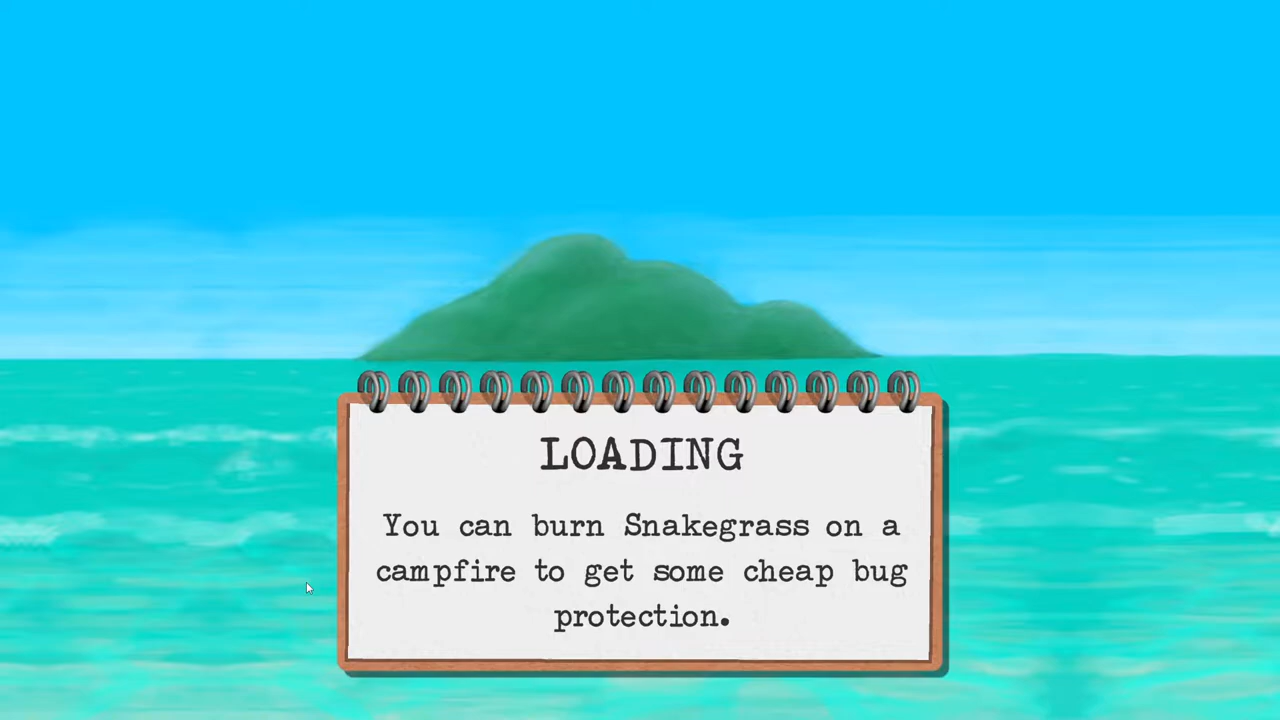 LOADING
You can burn Snakegrass on a
campfire to get some cheap bug
protection.